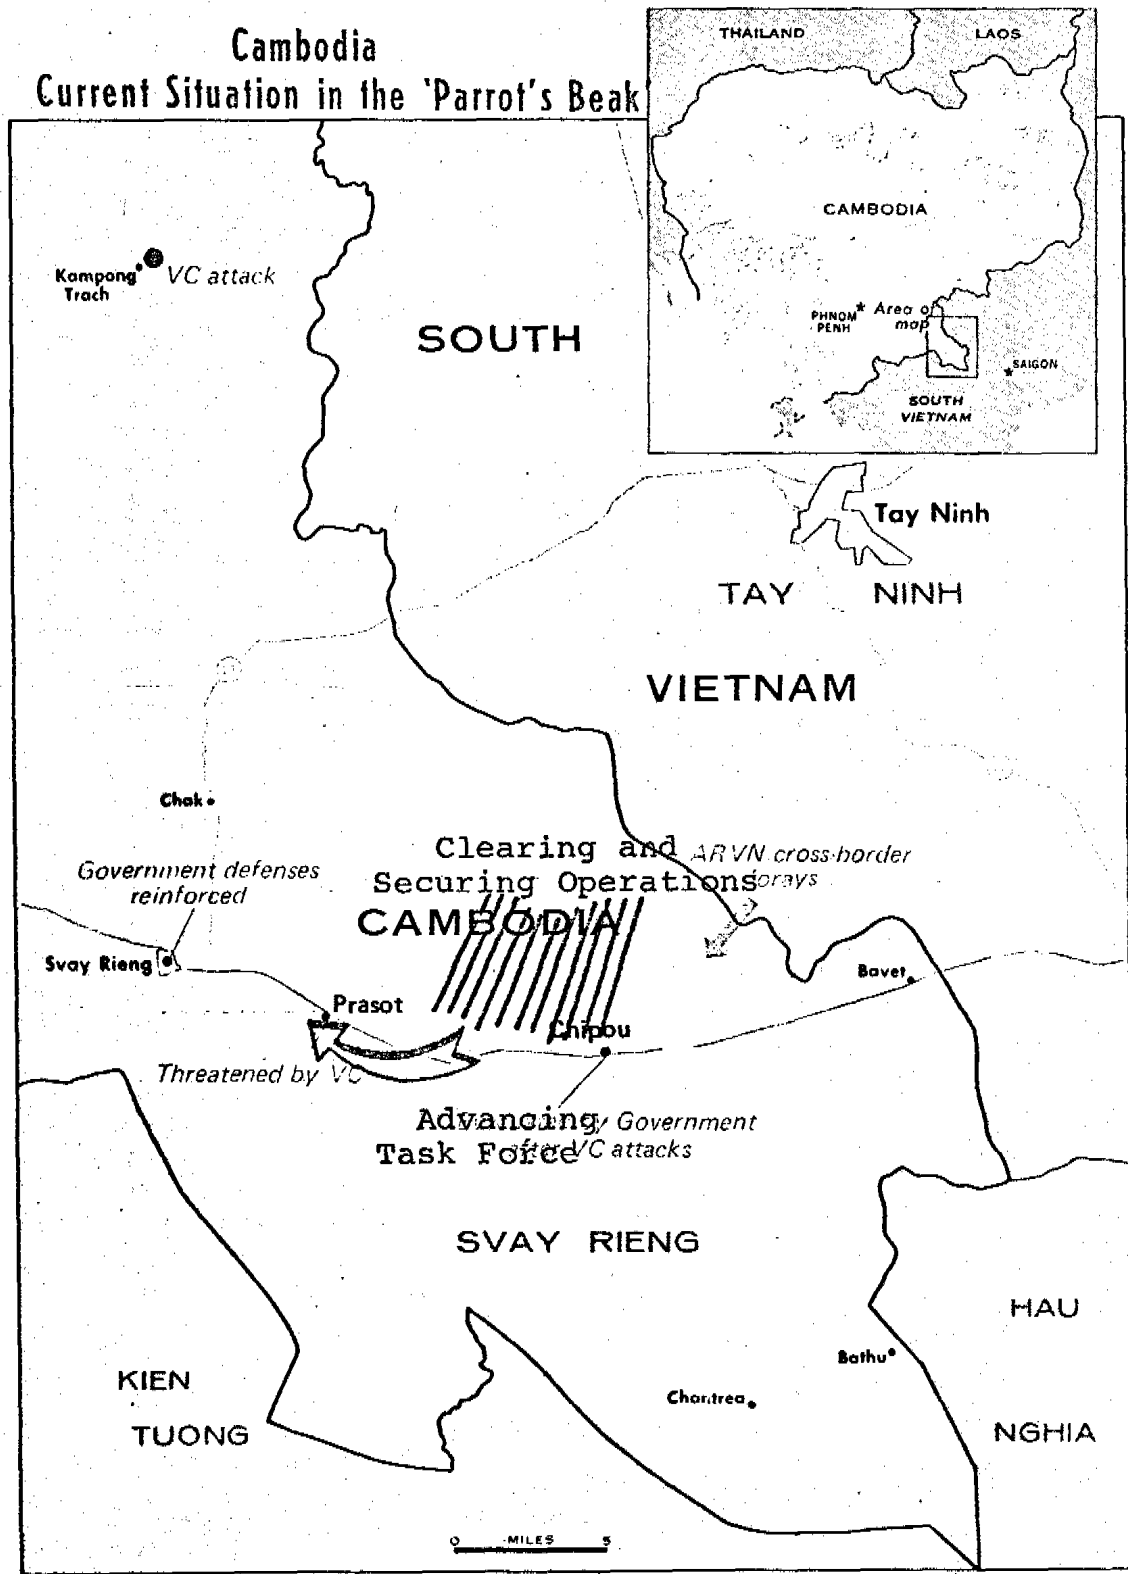 Cambodia
Current Situation in the 'Parrot's Beak'
THAILAND
LAOS
CAMBODIA
PHNOM
PENH
Area of
map
SAIGON
SOUTH
VIETNAM
Kampong
Trach
VC attack
SOUTH
Tay Ninh
TAY NINH
VIETNAM
Chak
Clearing and
Securing Operations
ARVN cross-border
Government defenses
reinforced
CAMBODIA
Svay Rieng
Bavet
Prasot
Chipou
Threatened by VC
Advancing
Task Force
Government
VC attacks
SVAY RIENG
HAU
NGHIA
Bathu
KIEN
TUONG
Chantrea
0 MILES 5